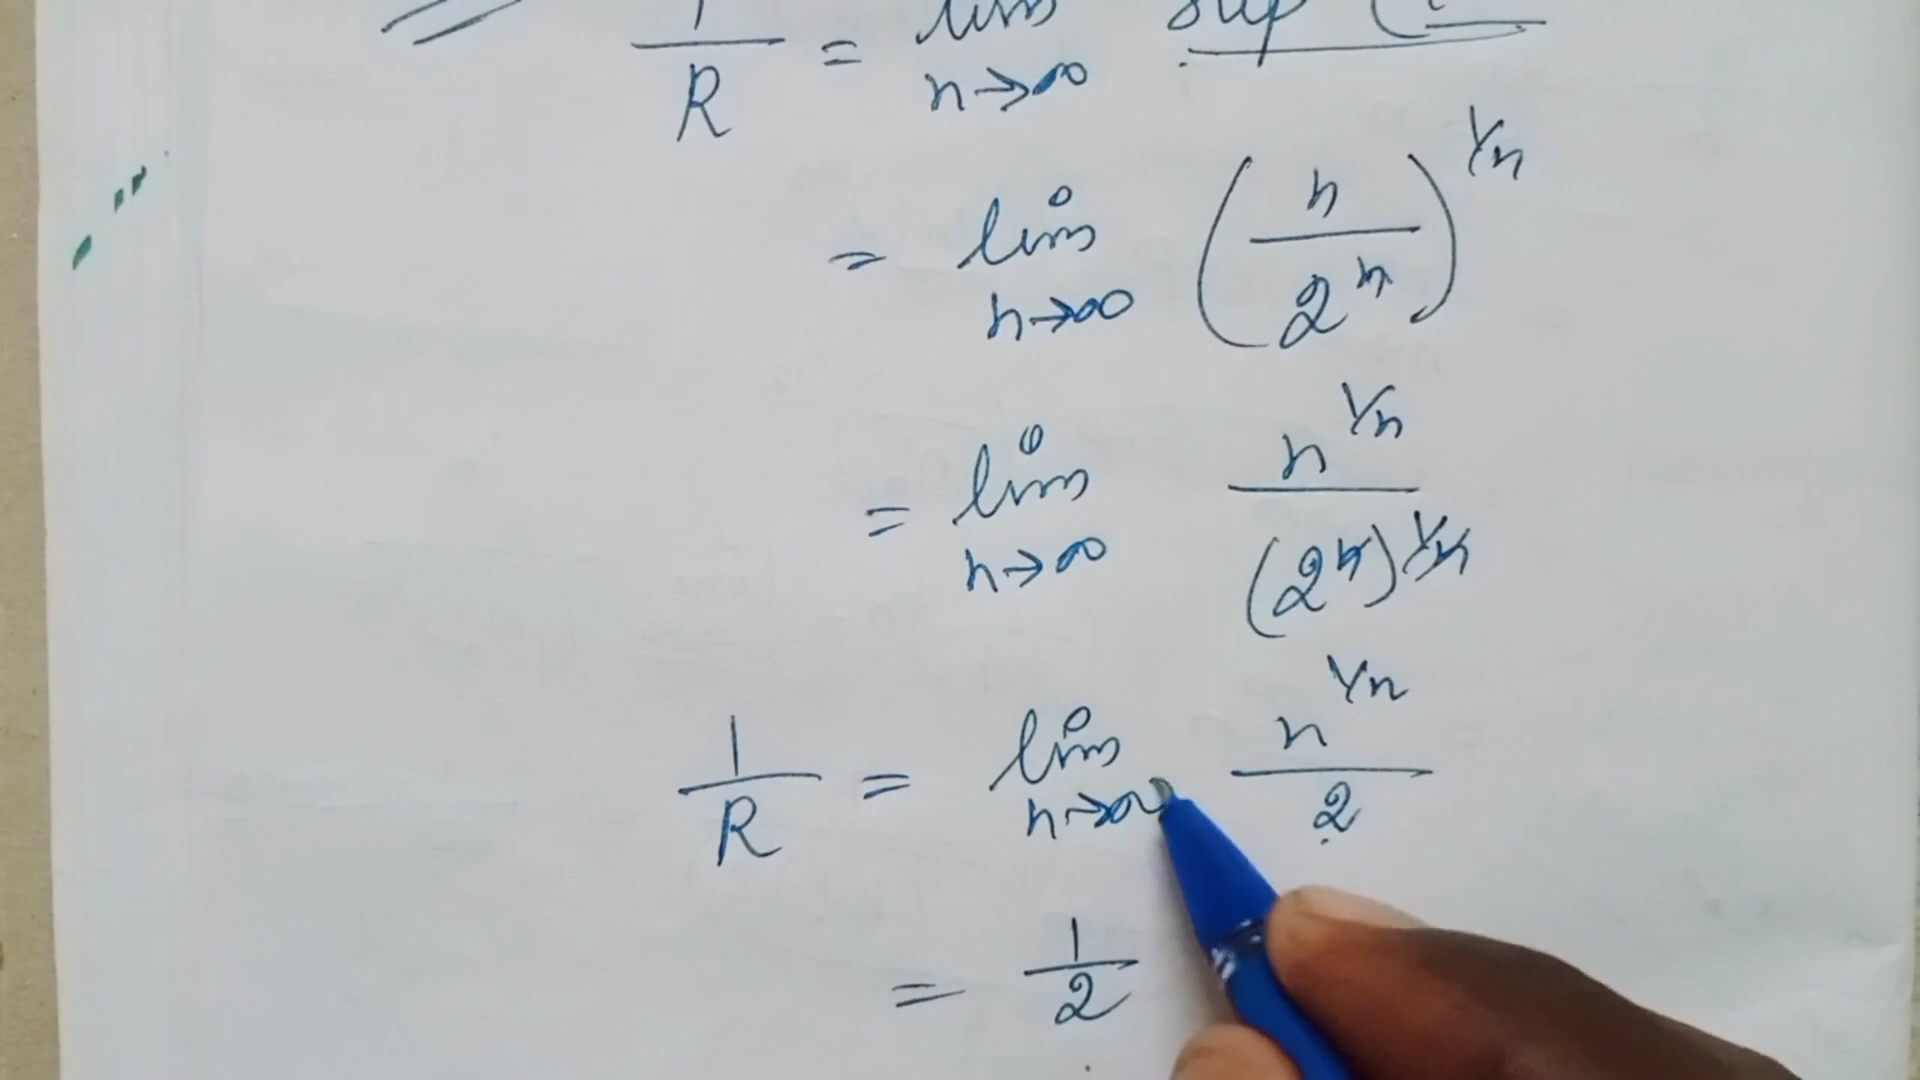 1/R = lim n→∞ sup
= lim n→∞ (n/2^n)^1/n
= lim n→∞ n^1/n / (2^n)^1/n
1/R = lim n→∞ n^1/n / 2
= 1/2